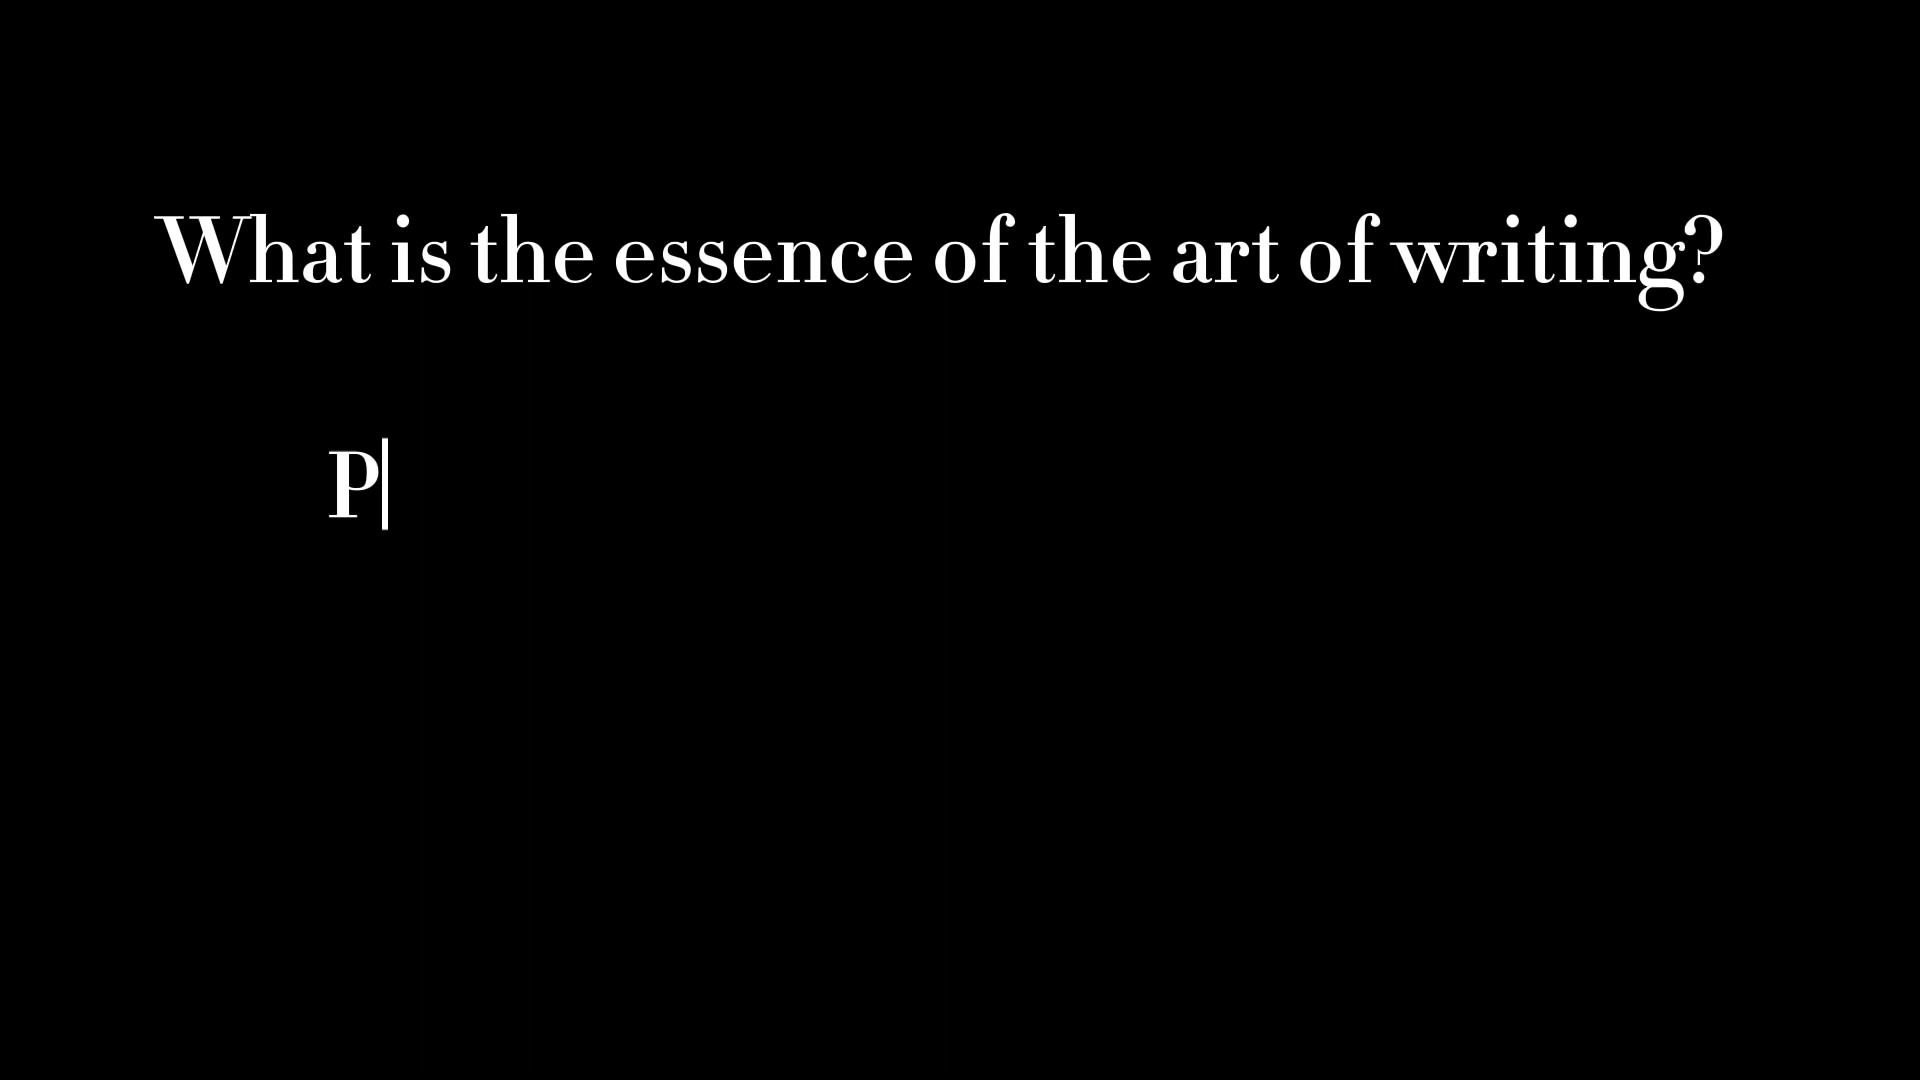 What is the essence of the art of writing?
P